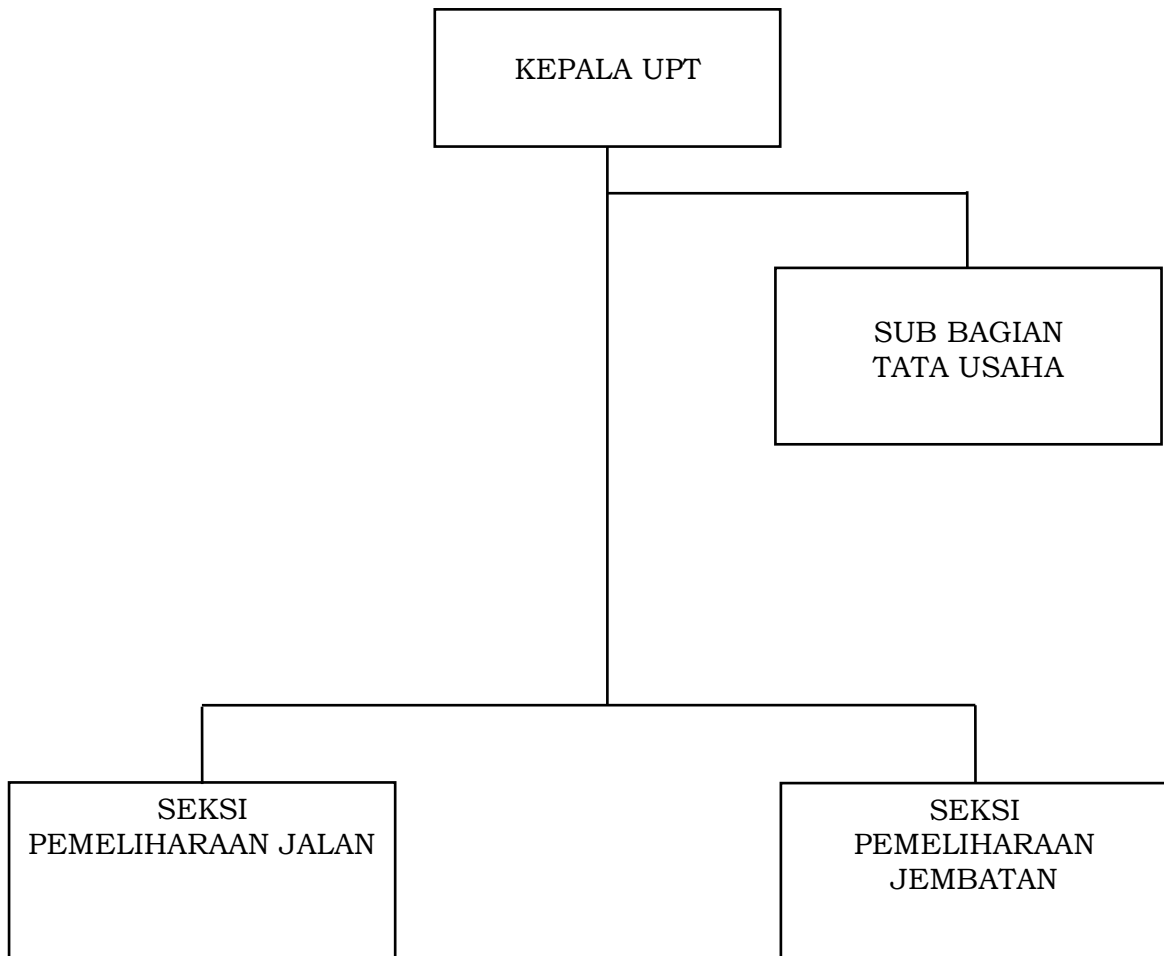 KEPALA UPT
SUB BAGIAN
TATA USAHA
SEKSI
PEMELIHARAAN JALAN
SEKSI
PEMELIHARAAN
JEMBATAN